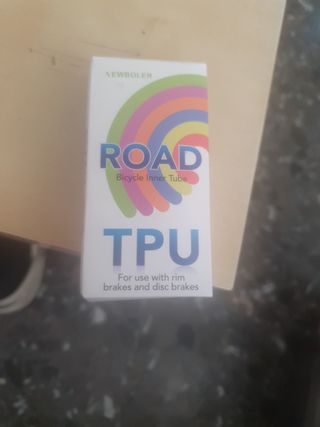 NEWBOLER
ROAD
Bicycle Inner Tube
TPU
For use with rim
brakes and disc brakes